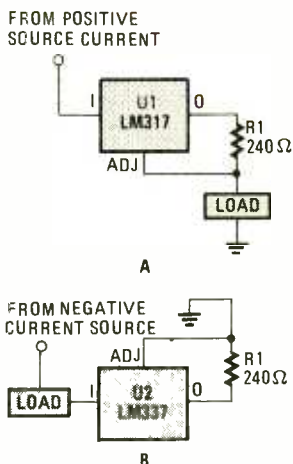 FROM POSITIVE
SOURCE CURRENT
I
U1
LM317
O
ADJ
R1
240Ω
LOAD
A
FROM NEGATIVE
CURRENT SOURCE
ADJ
LOAD
I
U2
LM337
O
R1
240Ω
B